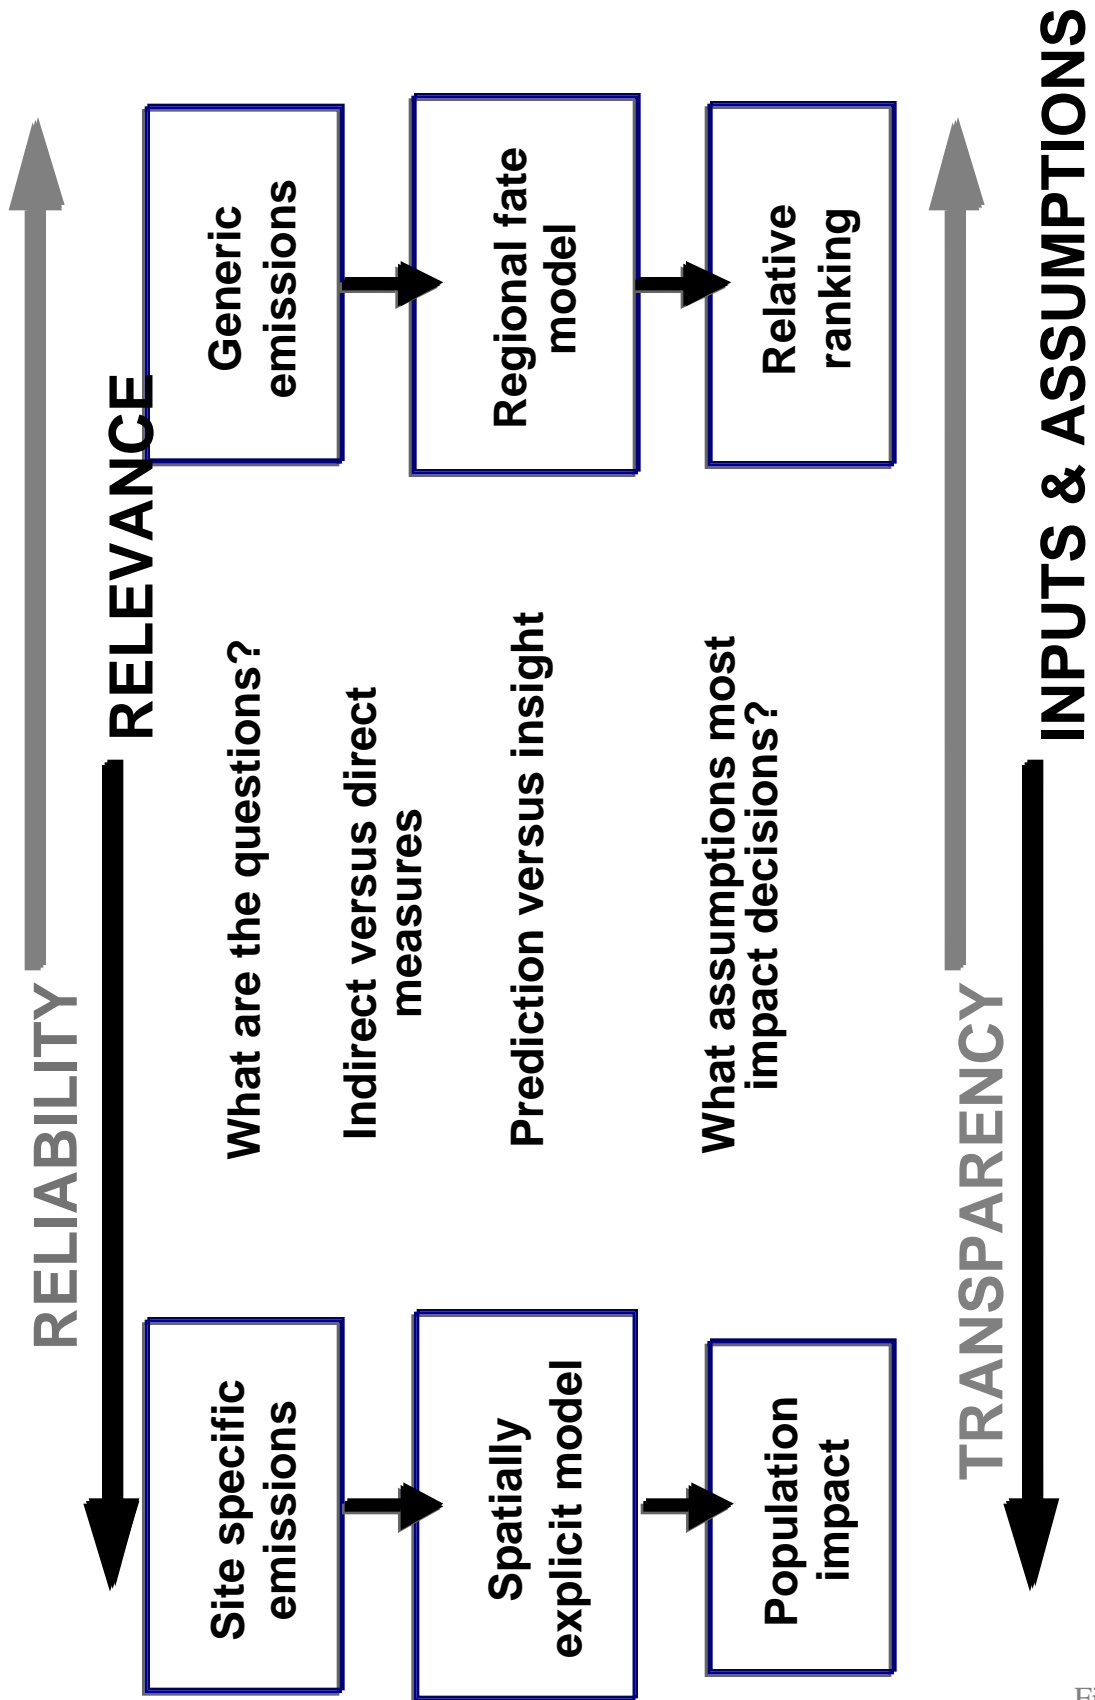 RELIABILITY
RELEVANCE
Site specific
emissions
Spatially
explicit model
Population
impact
What are the questions?
Indirect versus direct
measures
Prediction versus insight
What assumptions most
impact decisions?
Generic
emissions
Regional fate
model
Relative
ranking
TRANSPARENCY
INPUTS & ASSUMPTIONS